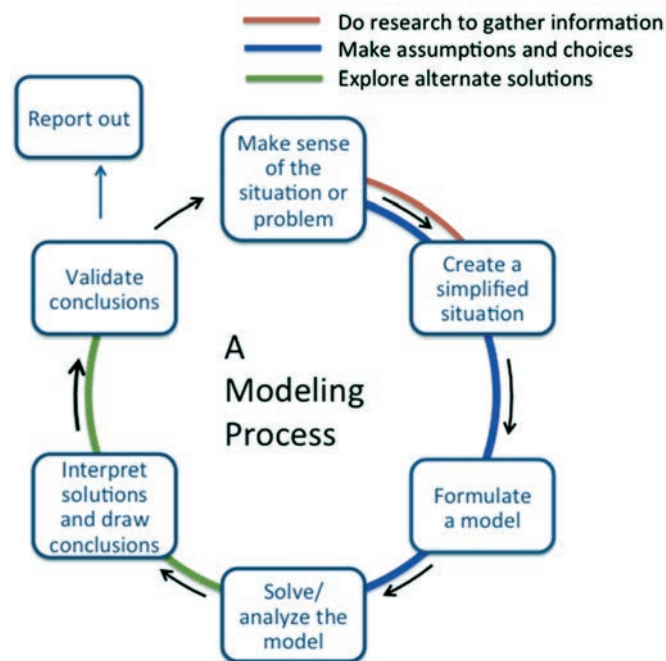 Do research to gather information
Make assumptions and choices
Explore alternate solutions
Report out
Make sense
of the
situation or
problem
Create a
simplified
situation
Formulate
a model
Solve/
analyze the
model
Interpret
solutions
and draw
conclusions
Validate
conclusions
A
Modeling
Process